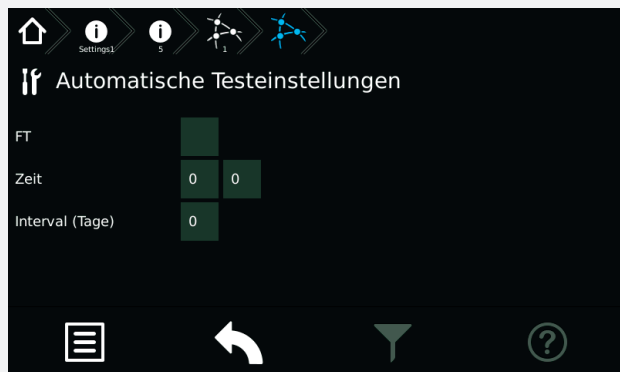 Settings1
5
1
Automatische Testeinstellungen
FT
Zeit 0 0
Interval (Tage) 0